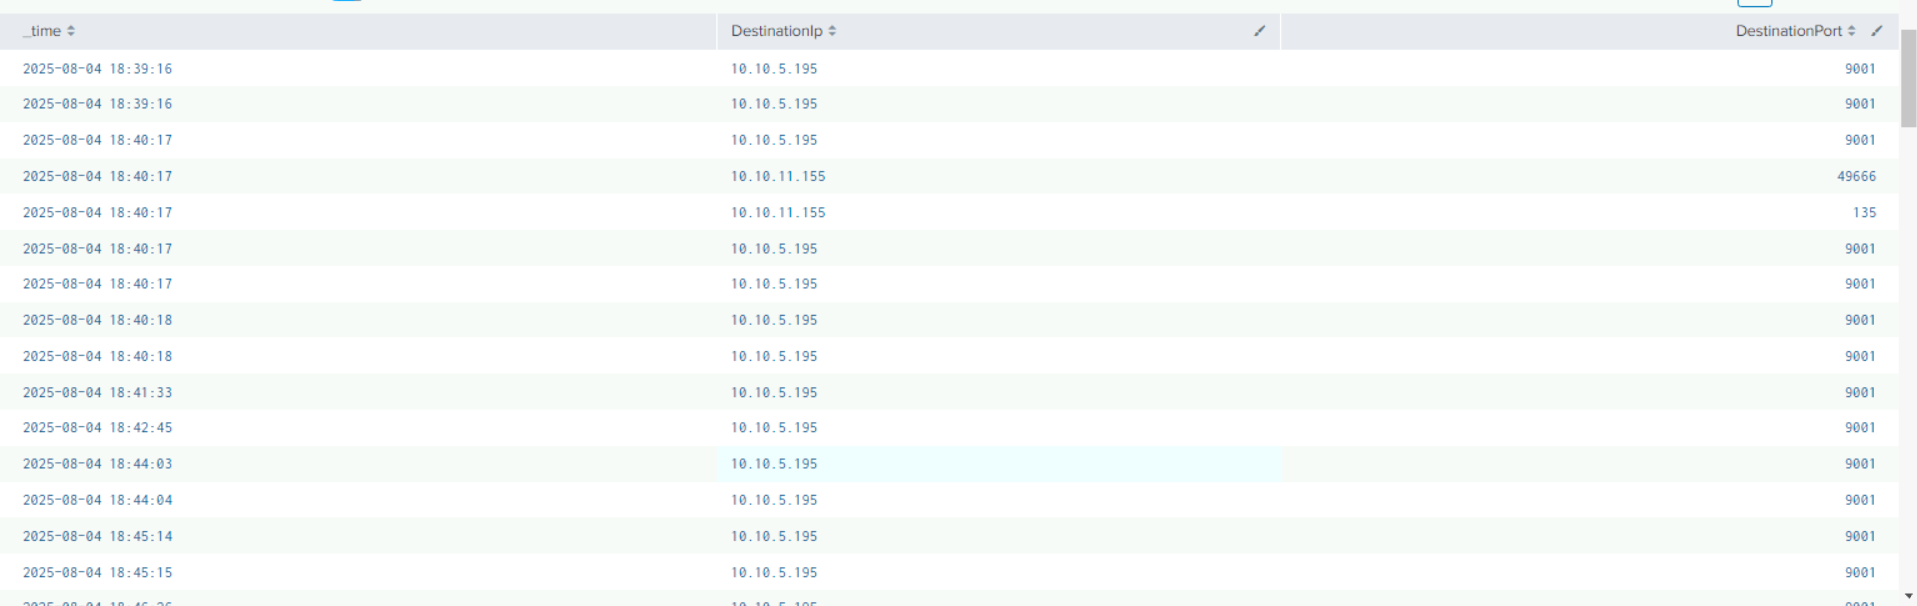 _time DestinationIp DestinationPort
2025-08-04 18:39:16 10.10.5.195 9001
2025-08-04 18:39:16 10.10.5.195 9001
2025-08-04 18:40:17 10.10.5.195 9001
2025-08-04 18:40:17 10.10.11.155 49666
2025-08-04 18:40:17 10.10.11.155 135
2025-08-04 18:40:17 10.10.5.195 9001
2025-08-04 18:40:17 10.10.5.195 9001
2025-08-04 18:40:18 10.10.5.195 9001
2025-08-04 18:40:18 10.10.5.195 9001
2025-08-04 18:41:33 10.10.5.195 9001
2025-08-04 18:42:45 10.10.5.195 9001
2025-08-04 18:44:03 10.10.5.195 9001
2025-08-04 18:44:04 10.10.5.195 9001
2025-08-04 18:45:14 10.10.5.195 9001
2025-08-04 18:45:15 10.10.5.195 9001